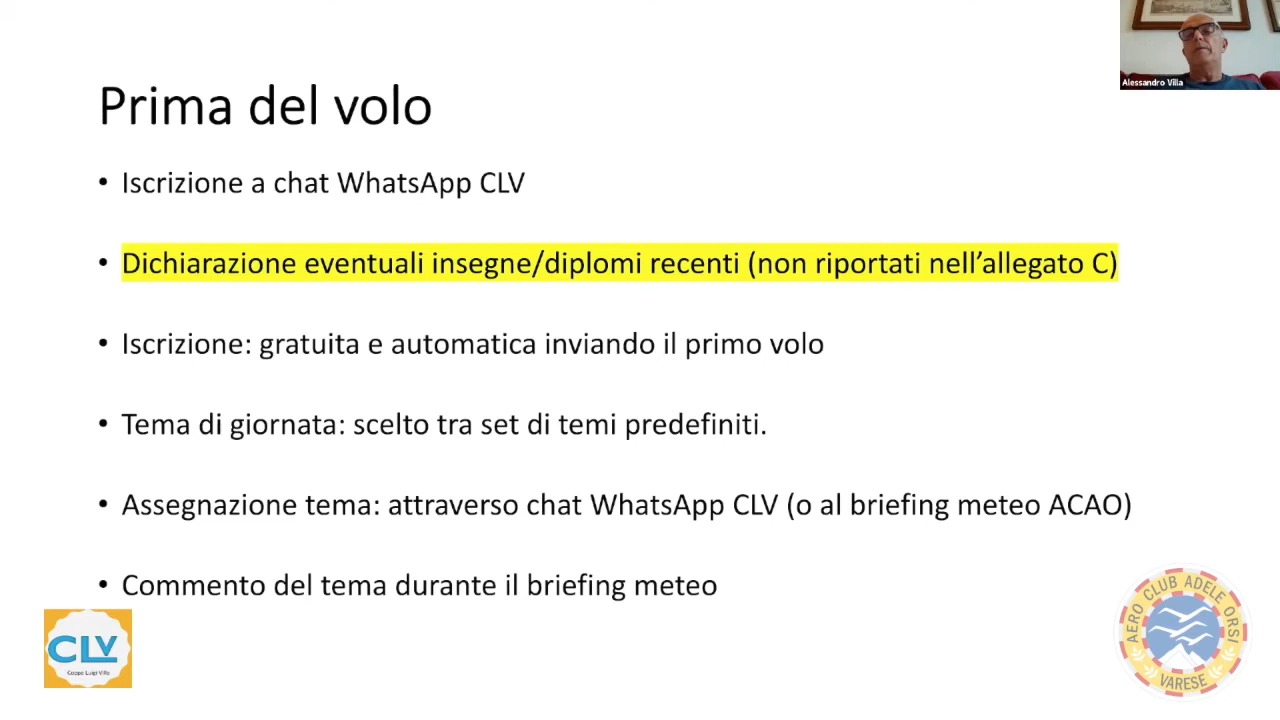 Alessandro Villa
Prima del volo
• Iscrizione a chat WhatsApp CLV
• Dichiarazione eventuali insegne/diplomi recenti (non riportati nell’allegato C)
• Iscrizione: gratuita e automatica inviando il primo volo
• Tema di giornata: scelto tra set di temi predefiniti.
• Assegnazione tema: attraverso chat WhatsApp CLV (o al briefing meteo ACAO)
• Commento del tema durante il briefing meteo
CLV
Coppa Luigi Villa
AERO CLUB ADELE ORSI
VARESE